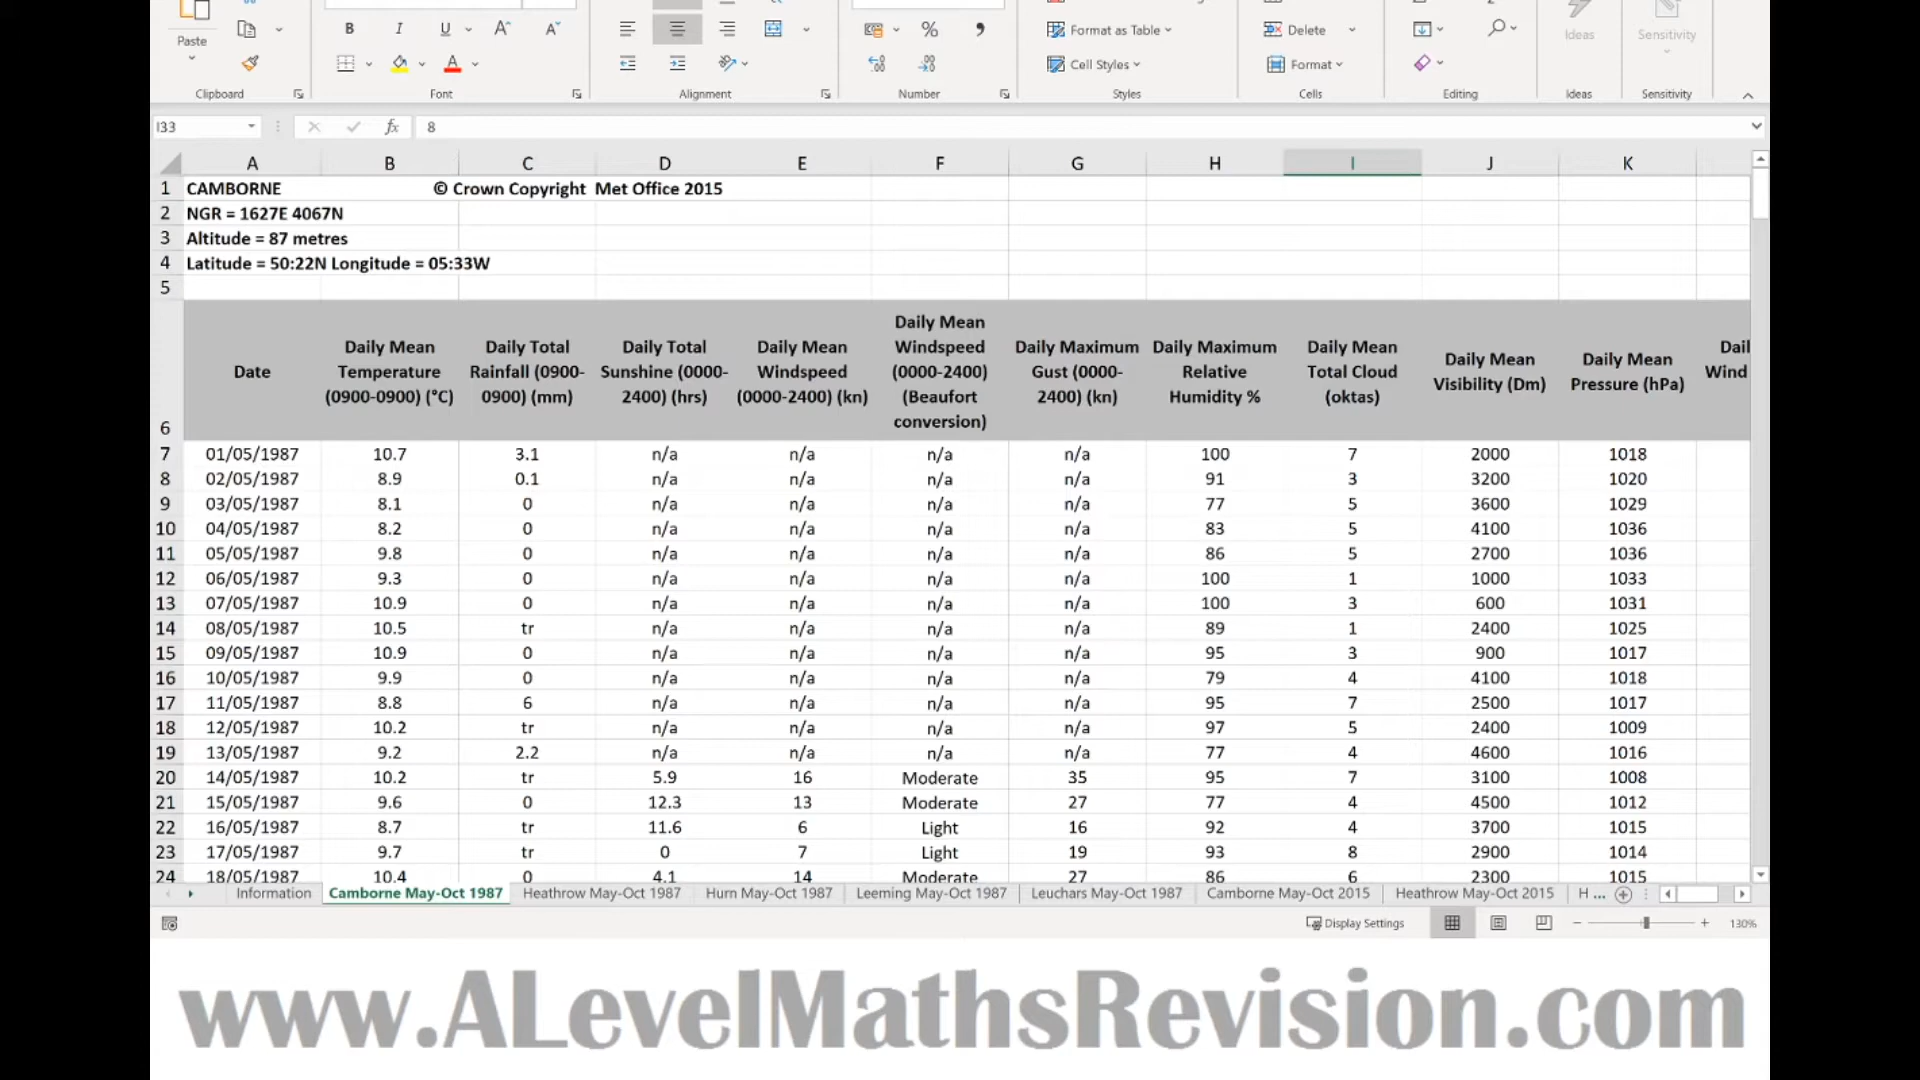 Paste
B I U A^ A˅ % ,
Format as Table
Delete
Ideas
Sensitivity
A
Cell Styles
Format
Clipboard Font Alignment Number Styles Cells Editing Ideas Sensitivity
I33 fx 8
A B C D E F G H I J K
1 CAMBORNE © Crown Copyright Met Office 2015
2 NGR = 1627E 4067N
3 Altitude = 87 metres
4 Latitude = 50:22N Longitude = 05:33W
5
6 Date
Daily Mean Temperature (0900-0900) (°C)
Daily Total Rainfall (0900-0900) (mm)
Daily Total Sunshine (0000-2400) (hrs)
Daily Mean Windspeed (0000-2400) (kn)
Daily Mean Windspeed (0000-2400) (Beaufort conversion)
Daily Maximum Gust (0000-2400) (kn)
Daily Maximum Relative Humidity %
Daily Mean Total Cloud (oktas)
Daily Mean Visibility (Dm)
Daily Mean Pressure (hPa)
Dail
Wind
7 01/05/1987 10.7 3.1 n/a n/a n/a n/a 100 7 2000 1018
8 02/05/1987 8.9 0.1 n/a n/a n/a n/a 91 3 3200 1020
9 03/05/1987 8.1 0 n/a n/a n/a n/a 77 5 3600 1029
10 04/05/1987 8.2 0 n/a n/a n/a n/a 83 5 4100 1036
11 05/05/1987 9.8 0 n/a n/a n/a n/a 86 5 2700 1036
12 06/05/1987 9.3 0 n/a n/a n/a n/a 100 1 1000 1033
13 07/05/1987 10.9 0 n/a n/a n/a n/a 100 3 600 1031
14 08/05/1987 10.5 tr n/a n/a n/a n/a 89 1 2400 1025
15 09/05/1987 10.9 0 n/a n/a n/a n/a 95 3 900 1017
16 10/05/1987 9.9 0 n/a n/a n/a n/a 79 4 4100 1018
17 11/05/1987 8.8 6 n/a n/a n/a n/a 95 7 2500 1017
18 12/05/1987 10.2 tr n/a n/a n/a n/a 97 5 2400 1009
19 13/05/1987 9.2 2.2 n/a n/a n/a n/a 77 4 4600 1016
20 14/05/1987 10.2 tr 5.9 16 Moderate 35 95 7 3100 1008
21 15/05/1987 9.6 0 12.3 13 Moderate 27 77 4 4500 1012
22 16/05/1987 8.7 tr 11.6 6 Light 16 92 4 3700 1015
23 17/05/1987 9.7 tr 0 7 Light 19 93 8 2900 1014
24 18/05/1987 10.4 0 4.1 14 Moderate 27 86 6 2300 1015
Information Camborne May-Oct 1987 Heathrow May-Oct 1987 Hurn May-Oct 1987 Leeming May-Oct 1987 Leuchars May-Oct 1987 Camborne May-Oct 2015 Heathrow May-Oct 2015 H ...
Display Settings 130%
www.ALevelMathsRevision.com